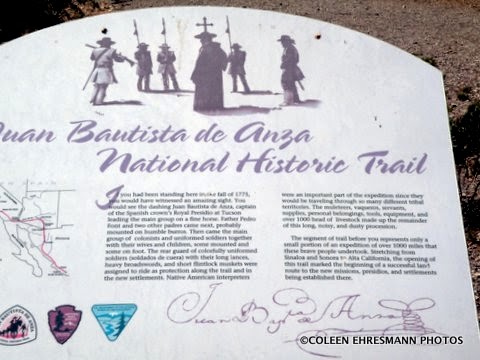 Juan Bautista de Anza
National Historic Trail
If you had been standing here in the fall of 1775,
you would have witnessed an amazing sight. You
would see the dashing Juan Bautista de Anza, captain
of the Spanish crown's Royal Presidio at Tucson
leading the main group on a fine horse. Father Pedro
Font and two other padres came next, probably
mounted on humble burros. Then came the main
group of colonists and uniformed soldiers together
with their wives and children, some mounted and
some on foot. The rear guard of colorfully uniformed
soldiers (soldados de cuera) with their long lances,
heavy broadswords, and short flintlock muskets were
assigned to ride as protection along the trail and in
the new settlements. Native American interpreters
were an important part of the expedition since they
would be traveling through so many different tribal
territories. The muleteers, vaqueros, servants,
supplies, personal belongings, tools, equipment, and
over 1000 head of livestock made up the remainder
of this long, noisy, and dusty procession.
The segment of trail before you represents only a
small portion of an expedition of over 1000 miles that
these brave people undertook. Stretching from
Sinaloa and Sonora to Alta California, the opening of
this trail marked the beginning of a successful land
route to the new missions, presidios, and settlements
being established there.
Juan Bap ta de Anza
©COLEEN EHRESMANN PHOTOS